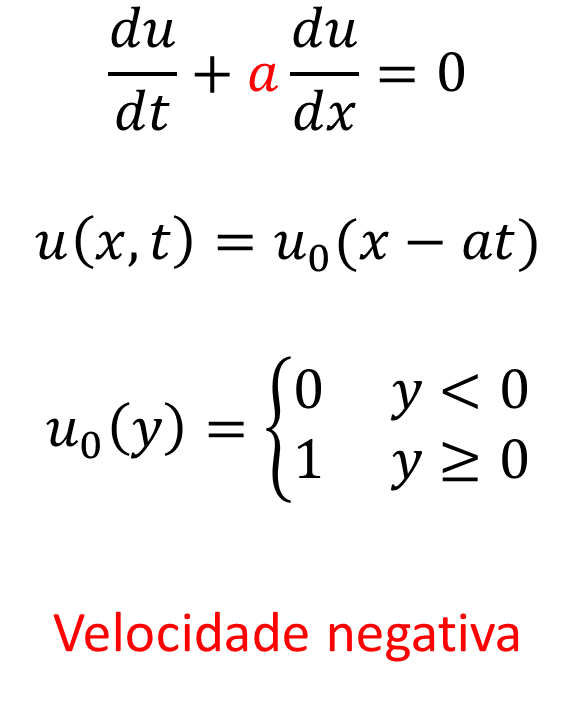 du/dt + a du/dx = 0
u(x, t) = u₀(x − at)
u₀(y) = { 0 y < 0
1 y ≥ 0
Velocidade negativa